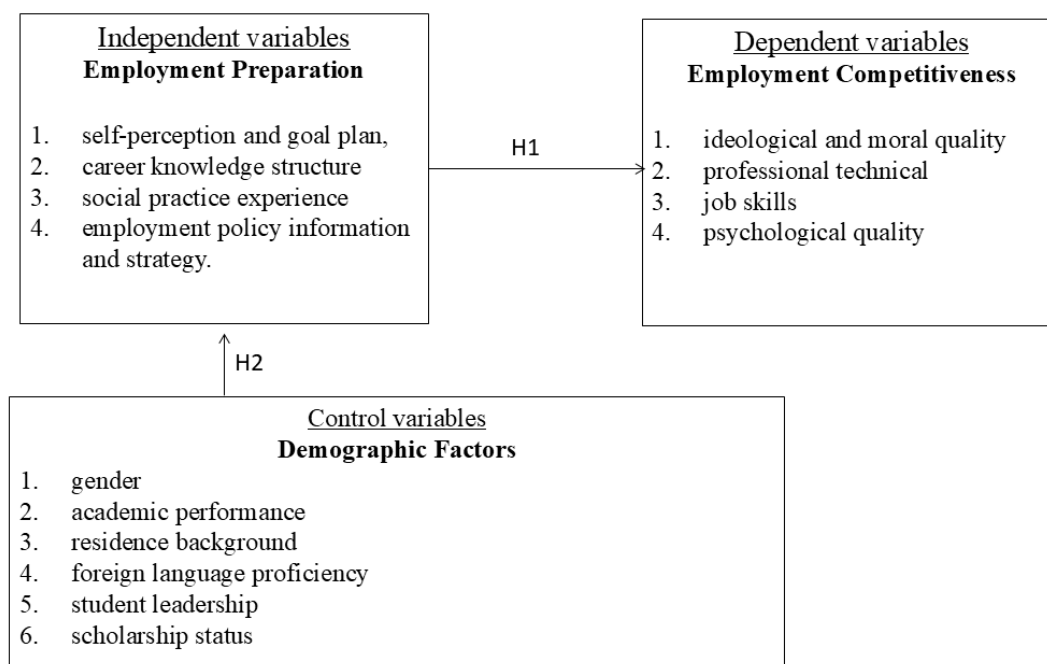 Independent variables
Employment Preparation
1. self-perception and goal plan,
2. career knowledge structure
3. social practice experience
4. employment policy information
and strategy.
H1
Dependent variables
Employment Competitiveness
1. ideological and moral quality
2. professional technical
3. job skills
4. psychological quality
H2
Control variables
Demographic Factors
1. gender
2. academic performance
3. residence background
4. foreign language proficiency
5. student leadership
6. scholarship status